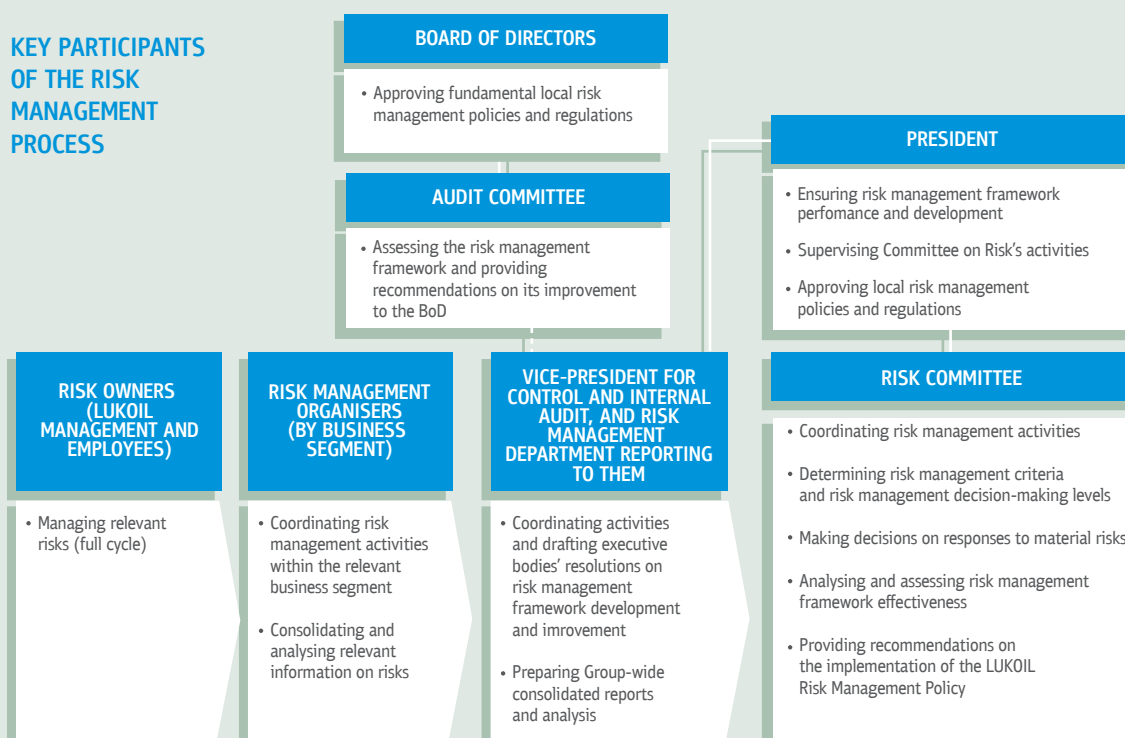 KEY PARTICIPANTS
OF THE RISK
MANAGEMENT
PROCESS
BOARD OF DIRECTORS
• Approving fundamental local risk
management policies and regulations
AUDIT COMMITTEE
• Assessing the risk management
framework and providing
recommendations on its improvement
to the BoD
PRESIDENT
• Ensuring risk management framework
perfomance and development
• Supervising Committee on Risk's activities
• Approving local risk management
policies and regulations
RISK OWNERS
(LUKOIL
MANAGEMENT AND
EMPLOYEES)
• Managing relevant
risks (full cycle)
RISK MANAGEMENT
ORGANISERS
(BY BUSINESS
SEGMENT)
• Coordinating risk
management activities
within the relevant
business segment
• Consolidating and
analysing relevant
information on risks
VICE-PRESIDENT FOR
CONTROL AND INTERNAL
AUDIT, AND RISK
MANAGEMENT
DEPARTMENT REPORTING
TO THEM
• Coordinating activities
and drafting executive
bodies' resolutions on
risk management
framework development
and imrovement
• Preparing Group-wide
consolidated reports
and analysis
RISK COMMITTEE
• Coordinating risk management activities
• Determining risk management criteria
and risk management decision-making levels
• Making decisions on responses to material risks
• Analysing and assessing risk management
framework effectiveness
• Providing recommendations on
the implementation of the LUKOIL
Risk Management Policy